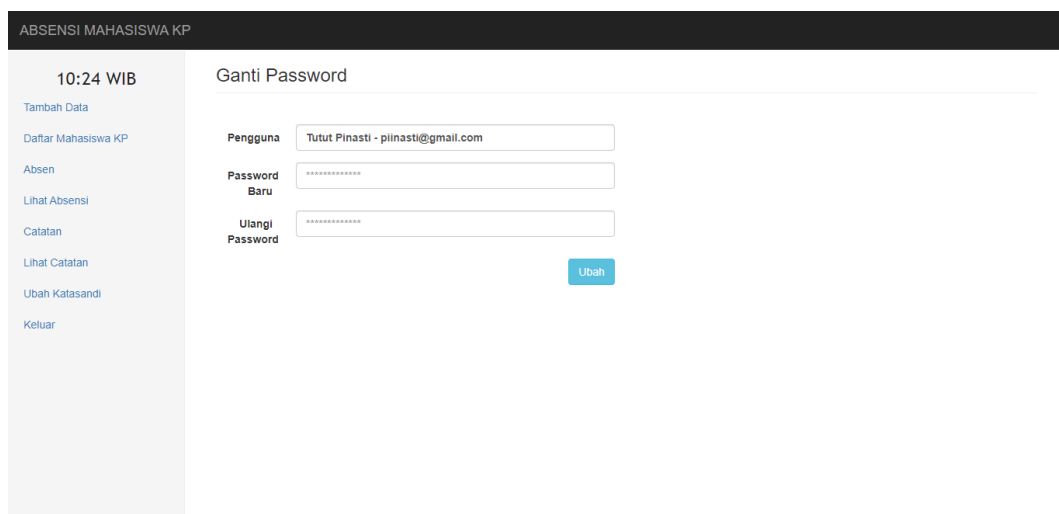 ABSENSI MAHASISWA KP
10:24 WIB
Tambah Data
Daftar Mahasiswa KP
Absen
Lihat Absensi
Catatan
Lihat Catatan
Ubah Katasandi
Keluar
Ganti Password
Pengguna
Tutut Pinasti - piinasti@gmail.com
Password
Baru
*************
Ulangi
Password
*************
Ubah